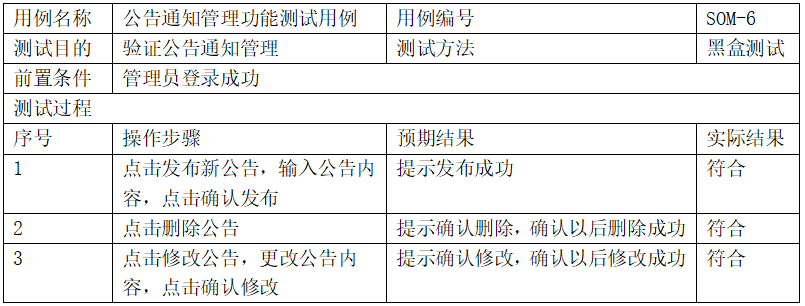 用例名称 公告通知管理功能测试用例 用例编号 SOM-6
测试目的 验证公告通知管理 测试方法 黑盒测试
前置条件 管理员登录成功
测试过程
序号 操作步骤 预期结果 实际结果
1 点击发布新公告，输入公告内 提示发布成功 符合
容，点击确认发布
2 点击删除公告 提示确认删除，确认以后删除成功 符合
3 点击修改公告，更改公告内 提示确认修改，确认以后修改成功 符合
容，点击确认修改